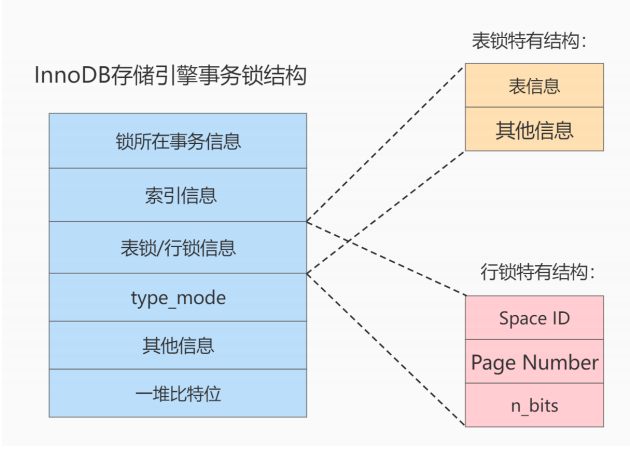 InnoDB存储引擎事务锁结构
锁所在事务信息
索引信息
表锁/行锁信息
type_mode
其他信息
一堆比特位
表锁特有结构：
表信息
其他信息
行锁特有结构：
Space ID
Page Number
n_bits